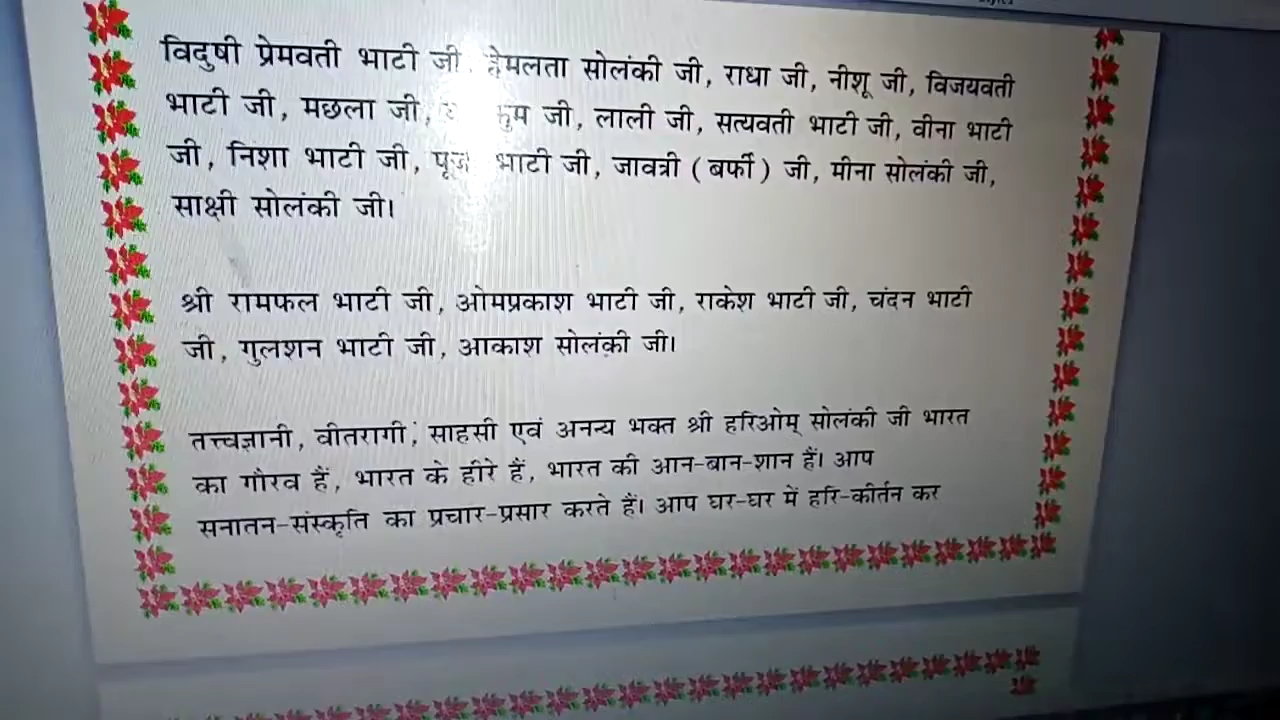 विदुषी प्रेमवती भाटी जी, हेमलता सोलंकी जी, राधा जी, नीशू जी, विजयवती
भाटी जी, मछला जी, जी, लाली जी, सत्यवती भाटी जी, वीना भाटी
जी, निशा भाटी जी, भाटी जी, जावत्री (बर्फी) जी, मीना सोलंकी जी,
साक्षी सोलंकी जी।
श्री रामफल भाटी जी, ओमप्रकाश भाटी जी, राकेश भाटी जी, चंदन भाटी
जी, गुलशन भाटी जी, आकाश सोलंकी जी।
तत्त्वज्ञानी, वीतरागी, साहसी एवं अनन्य भक्त श्री हरिओम् सोलंकी जी भारत
का गौरव हैं, भारत के हीरे हैं, भारत की आन-बान-शान हैं। आप
सनातन-संस्कृति का प्रचार-प्रसार करते हैं। आप घर-घर में हरि-कीर्तन कर